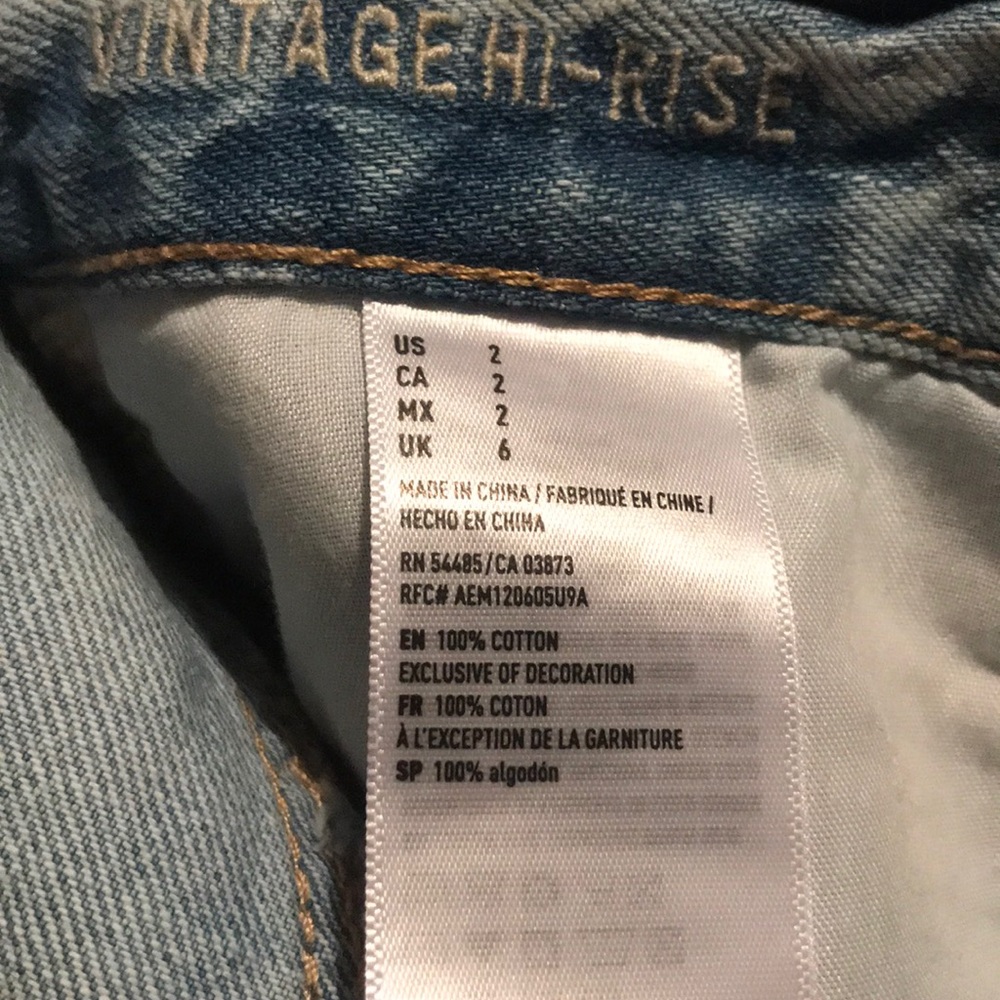 VINTAGE HI-RISE
US 2
CA 2
MX 2
UK 6
MADE IN CHINA / FABRIQUÉ EN CHINE /
HECHO EN CHINA
RN 54485/CA 03873
RFC# AEM120605U9A
EN 100% COTTON
EXCLUSIVE OF DECORATION
FR 100% COTON
À L'EXCEPTION DE LA GARNITURE
SP 100% algodón